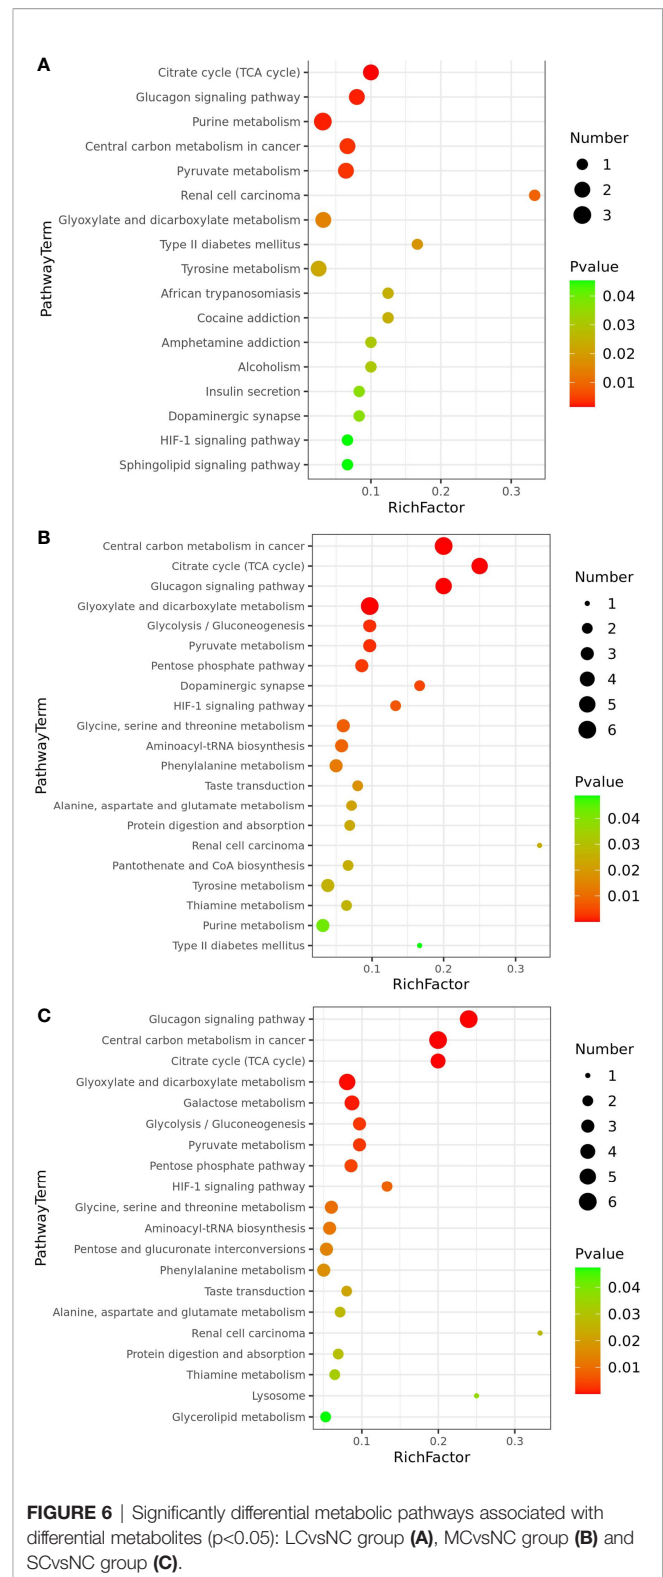 A
Citrate cycle (TCA cycle)
Glucagon signaling pathway
Purine metabolism
Central carbon metabolism in cancer
Pyruvate metabolism
Renal cell carcinoma
Glyoxylate and dicarboxylate metabolism
Type II diabetes mellitus
Tyrosine metabolism
African trypanosomiasis
Cocaine addiction
Amphetamine addiction
Alcoholism
Insulin secretion
Dopaminergic synapse
HIF-1 signaling pathway
Sphingolipid signaling pathway
PathwayTerm
0.1 0.2 0.3
RichFactor
Number
1
2
3
Pvalue
0.04
0.03
0.02
0.01
B
Central carbon metabolism in cancer
Citrate cycle (TCA cycle)
Glucagon signaling pathway
Glyoxylate and dicarboxylate metabolism
Glycolysis / Gluconeogenesis
Pyruvate metabolism
Pentose phosphate pathway
Dopaminergic synapse
HIF-1 signaling pathway
Glycine, serine and threonine metabolism
Aminoacyl-tRNA biosynthesis
Phenylalanine metabolism
Taste transduction
Alanine, aspartate and glutamate metabolism
Protein digestion and absorption
Renal cell carcinoma
Pantothenate and CoA biosynthesis
Tyrosine metabolism
Thiamine metabolism
Purine metabolism
Type II diabetes mellitus
PathwayTerm
0.1 0.2 0.3
RichFactor
Number
1
2
3
4
5
6
Pvalue
0.04
0.03
0.02
0.01
C
Glucagon signaling pathway
Central carbon metabolism in cancer
Citrate cycle (TCA cycle)
Glyoxylate and dicarboxylate metabolism
Galactose metabolism
Glycolysis / Gluconeogenesis
Pyruvate metabolism
Pentose phosphate pathway
HIF-1 signaling pathway
Glycine, serine and threonine metabolism
Aminoacyl-tRNA biosynthesis
Pentose and glucuronate interconversions
Phenylalanine metabolism
Taste transduction
Alanine, aspartate and glutamate metabolism
Renal cell carcinoma
Protein digestion and absorption
Thiamine metabolism
Lysosome
Glycerolipid metabolism
PathwayTerm
0.1 0.2 0.3
RichFactor
Number
1
2
3
4
5
6
Pvalue
0.04
0.03
0.02
0.01
FIGURE 6 | Significantly differential metabolic pathways associated with
differential metabolites (p<0.05): LCvsNC group (A), MCvsNC group (B) and
SCvsNC group (C).